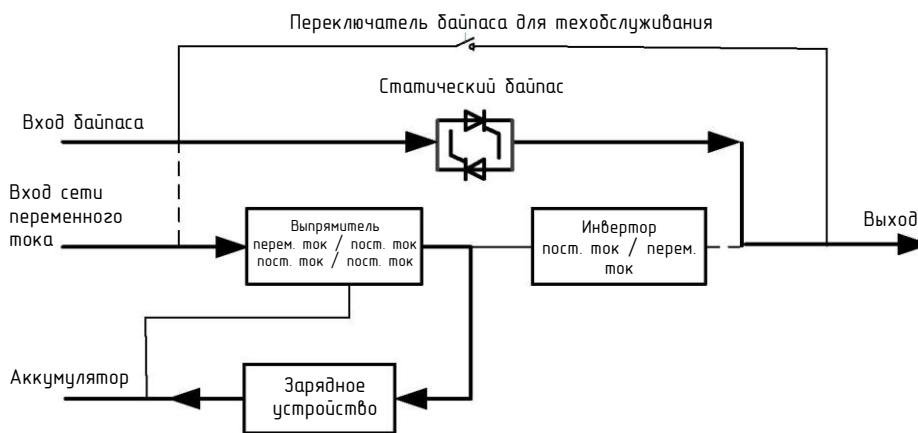 Переключатель байпаса для техобслуживания
Статический байпас
Вход байпаса
Вход сети
переменного
тока
Выпрямитель
перем. ток / пост. ток
пост. ток / пост. ток
Инвертор
пост. ток / перем.
ток
Выход
Аккумулятор
Зарядное
устройство